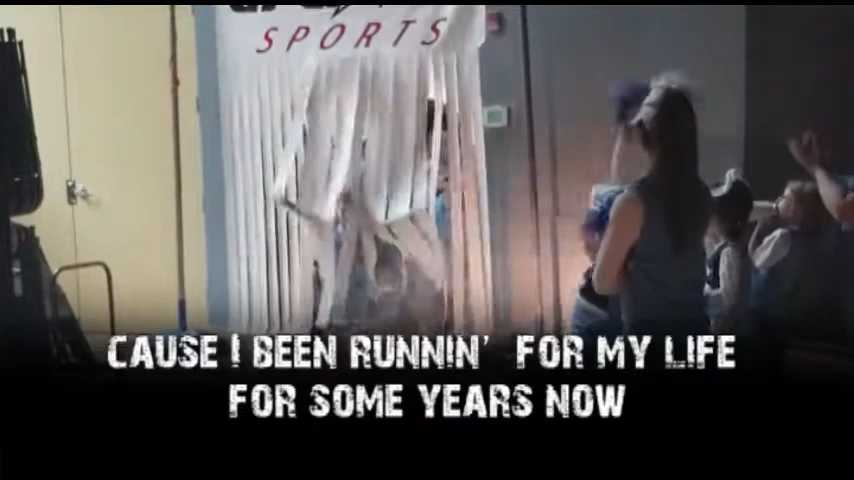 SPORTS
CAUSE I BEEN RUNNIN' FOR MY LIFE
FOR SOME YEARS NOW